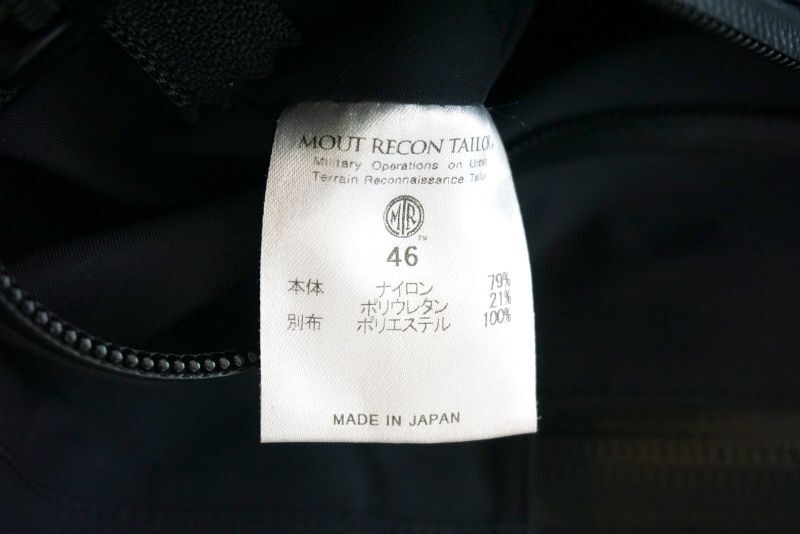 MOUT RECON TAILOR
Military Operations on Urban
Terrain Reconnaissance Tailor
MTR
TM
46
本体 ナイロン 79%
ポリウレタン 21%
別布 ポリエステル 100%
MADE IN JAPAN